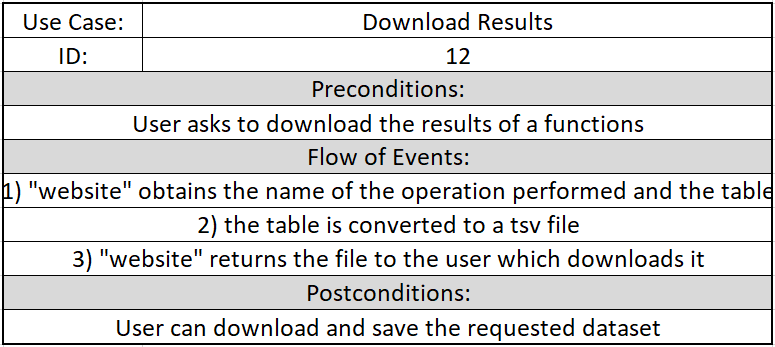 Use Case: Download Results
ID: 12
Preconditions:
User asks to download the results of a functions
Flow of Events:
1) "website" obtains the name of the operation performed and the table
2) the table is converted to a tsv file
3) "website" returns the file to the user which downloads it
Postconditions:
User can download and save the requested dataset